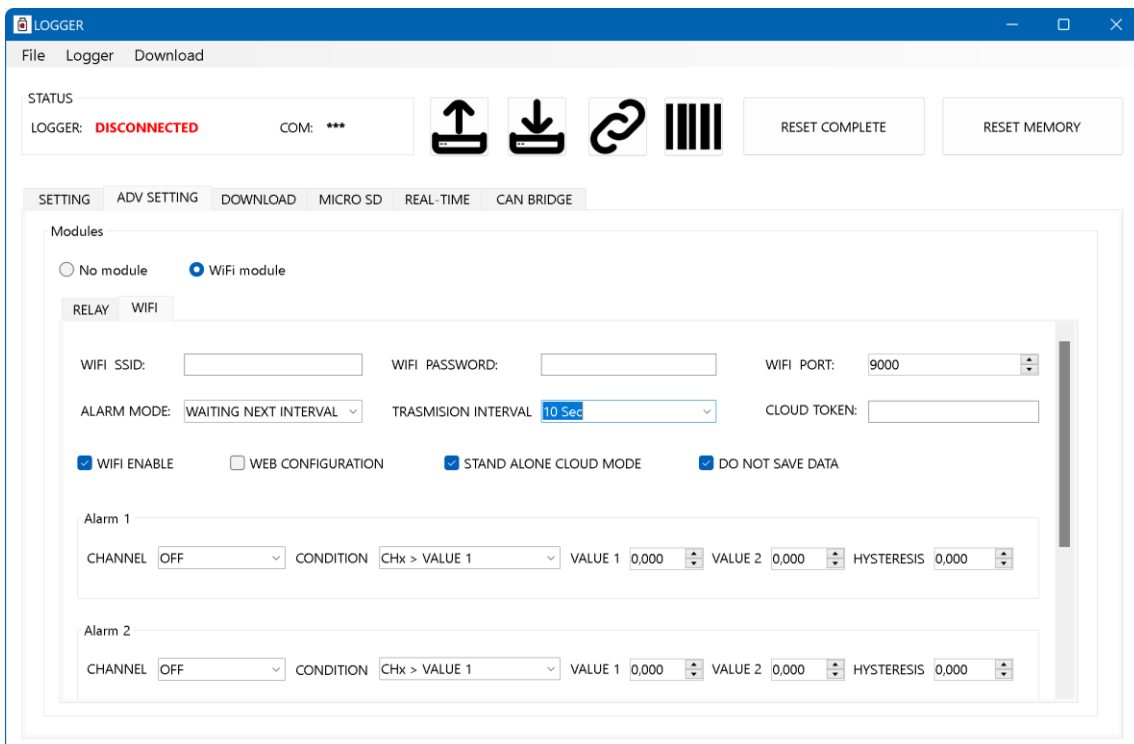 LOGGER
File Logger Download
STATUS
LOGGER: DISCONNECTED COM: ***
RESET COMPLETE RESET MEMORY
SETTING ADV SETTING DOWNLOAD MICRO SD REAL-TIME CAN BRIDGE
Modules
No module WiFi module
RELAY WIFI
WIFI SSID: WIFI PASSWORD: WIFI PORT: 9000
ALARM MODE: WAITING NEXT INTERVAL TRASMISION INTERVAL 10 Sec CLOUD TOKEN:
WIFI ENABLE WEB CONFIGURATION STAND ALONE CLOUD MODE DO NOT SAVE DATA
Alarm 1
CHANNEL OFF CONDITION CHx > VALUE 1 VALUE 1 0,000 VALUE 2 0,000 HYSTERESIS 0,000
Alarm 2
CHANNEL OFF CONDITION CHx > VALUE 1 VALUE 1 0,000 VALUE 2 0,000 HYSTERESIS 0,000